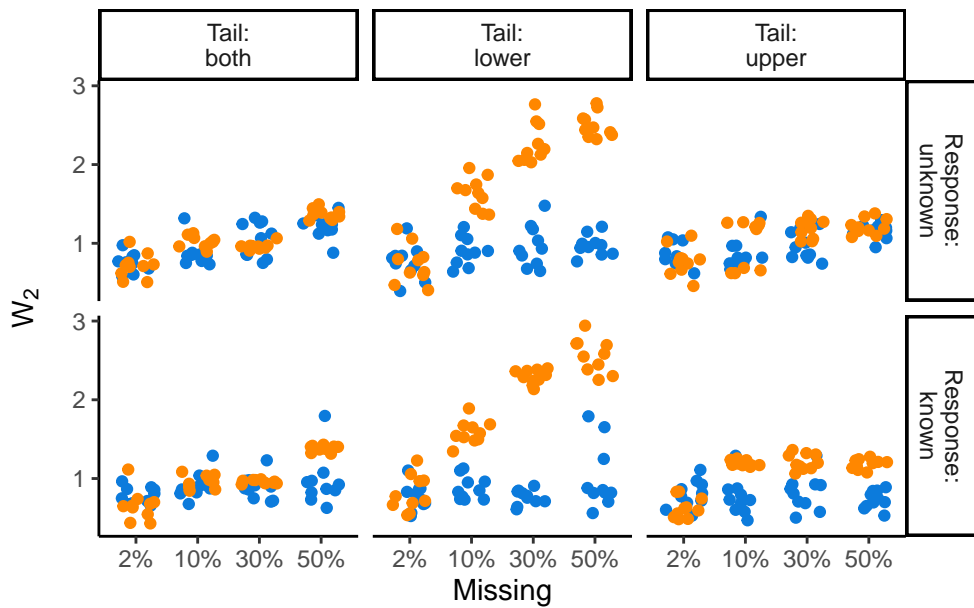 Tail:
both
Tail:
lower
Tail:
upper
3
2
1
Response:
unknown
W2
3
2
1
Response:
known
2% 10% 30% 50% 2% 10% 30% 50% 2% 10% 30% 50%
Missing